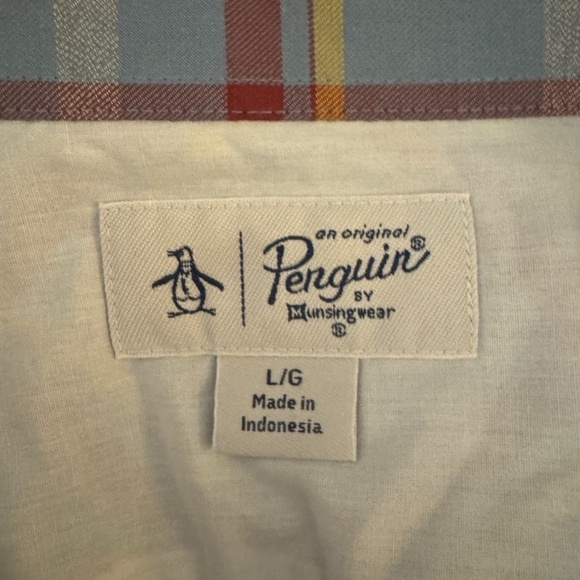 an original
Penguin®
BY
Munsingwear
®
L/G
Made in
Indonesia